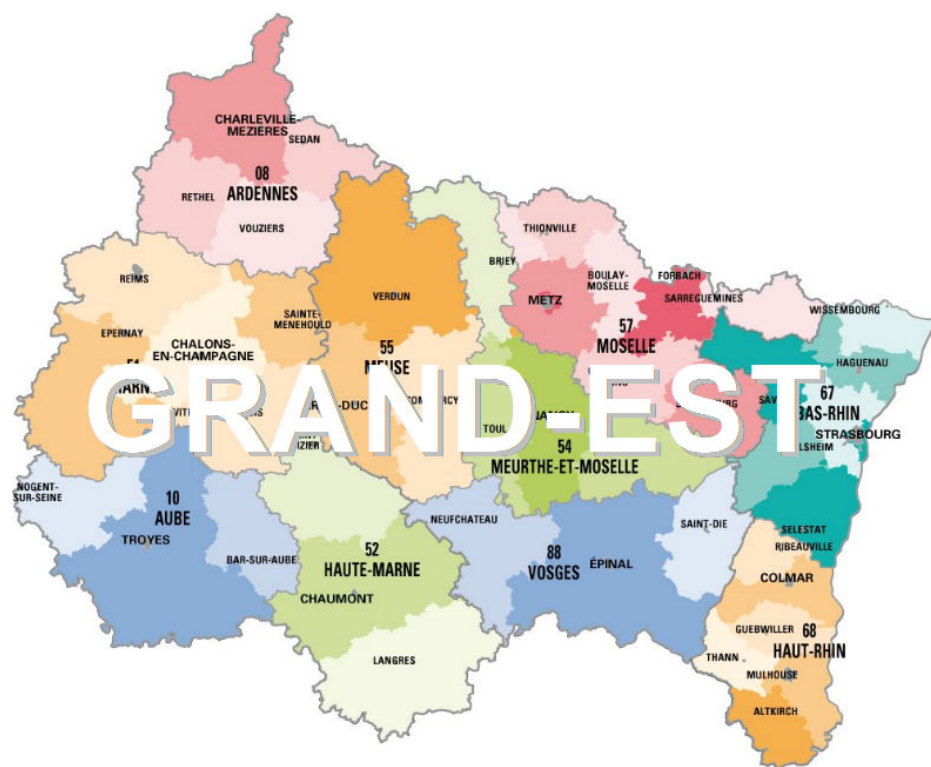 CHARLEVILLE-
MEZIÈRES
SEDAN
08
ARDENNES
RETHEL
VOUZIERS
THIONVILLE
BRIEY
REIMS
BOULAY-
MOSELLE
FORBACH
METZ
SARREGUEMINES
VERDUN
WISSEMBOURG
SAINTE-
MENEHOULD
EPERNAY
57
MOSELLE
CHALONS-
EN-CHAMPAGNE
55
MEUSE
HAGUENAU
GRAND-EST
67
BAS-RHIN
TOUL
STRASBOURG
54
MEURTHE-ET-MOSELLE
NOGENT-
SUR-SEINE
10
AUBE
TROYES
NEUFCHATEAU
SAINT-DIE
SELESTAT
RIBEAUVILLE
BAR-SUR-AUBE
52
HAUTE-MARNE
88
VOSGES
ÉPINAL
COLMAR
CHAUMONT
GUEBWILLER
68
HAUT-RHIN
THANN
LANGRES
MULHOUSE
ALTKIRCH